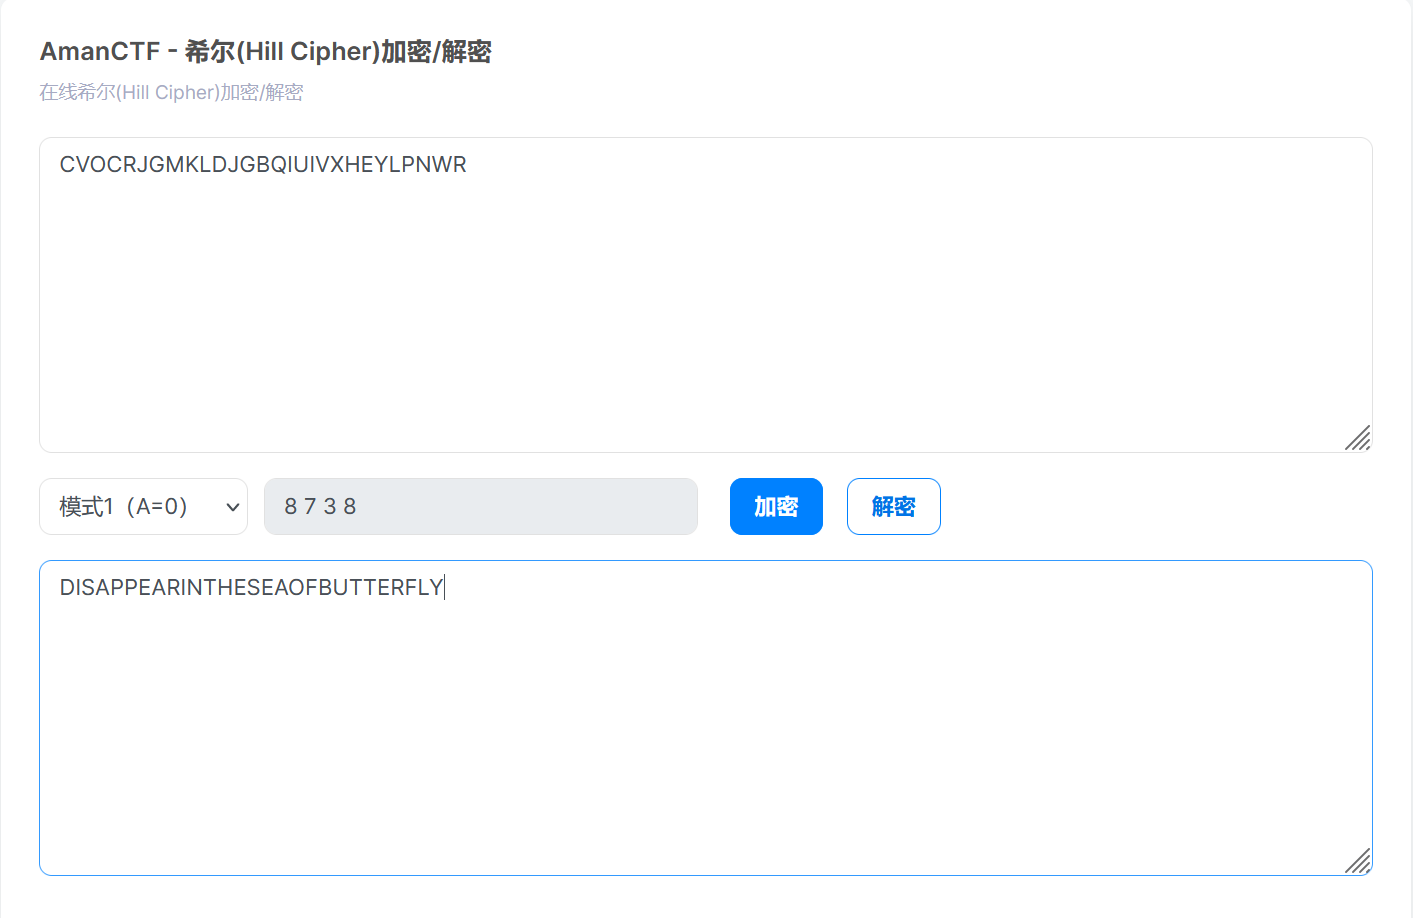 AmanCTF - 希尔(Hill Cipher)加密/解密
在线希尔(Hill Cipher)加密/解密
CVOCRJGMKLDJGBQIUIVXHEYLPNWR
模式1（A=0） 8 7 3 8 加密 解密
DISAPPEARINTHESEAOFBUTTERFLY